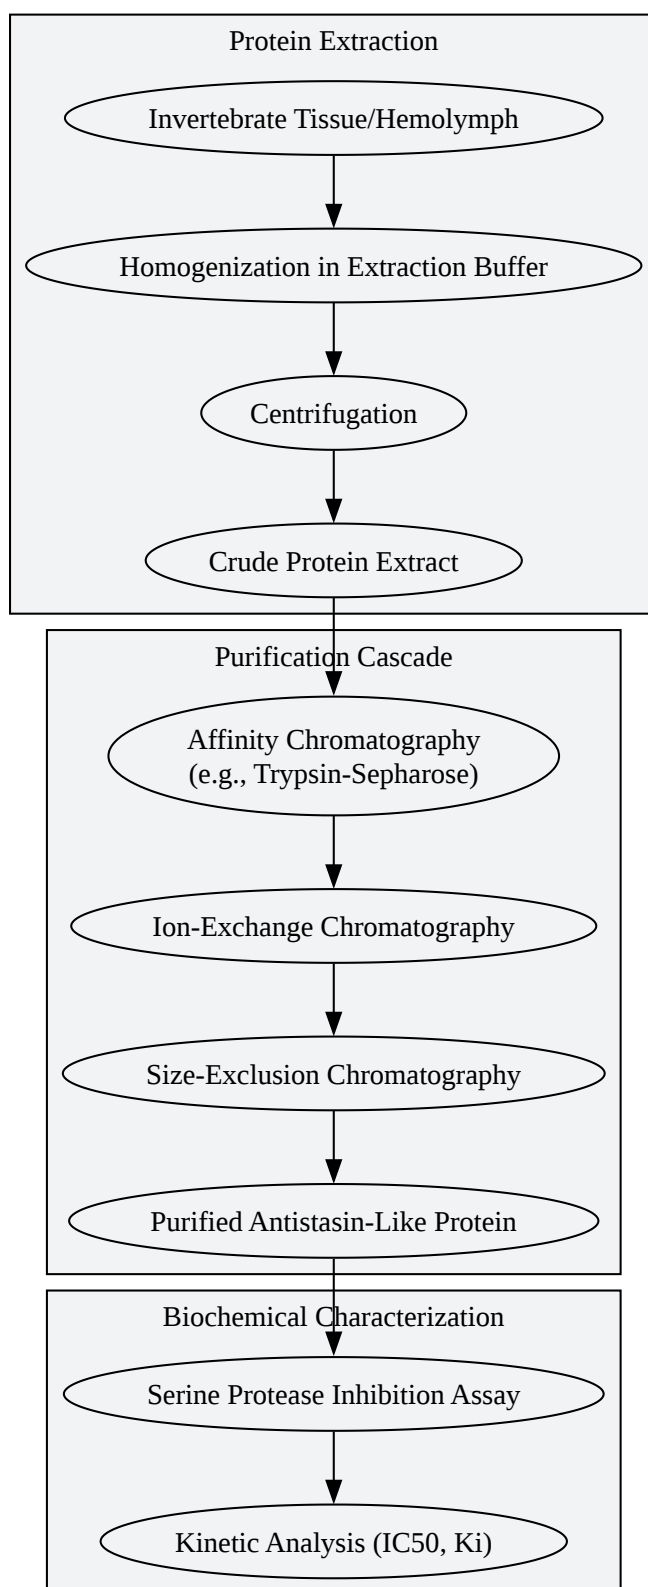 Protein Extraction
Invertebrate Tissue/Hemolymph
Homogenization in Extraction Buffer
Centrifugation
Crude Protein Extract
Purification Cascade
Affinity Chromatography
(e.g., Trypsin-Sepharose)
Ion-Exchange Chromatography
Size-Exclusion Chromatography
Purified Antistasin-Like Protein
Biochemical Characterization
Serine Protease Inhibition Assay
Kinetic Analysis (IC50, Ki)